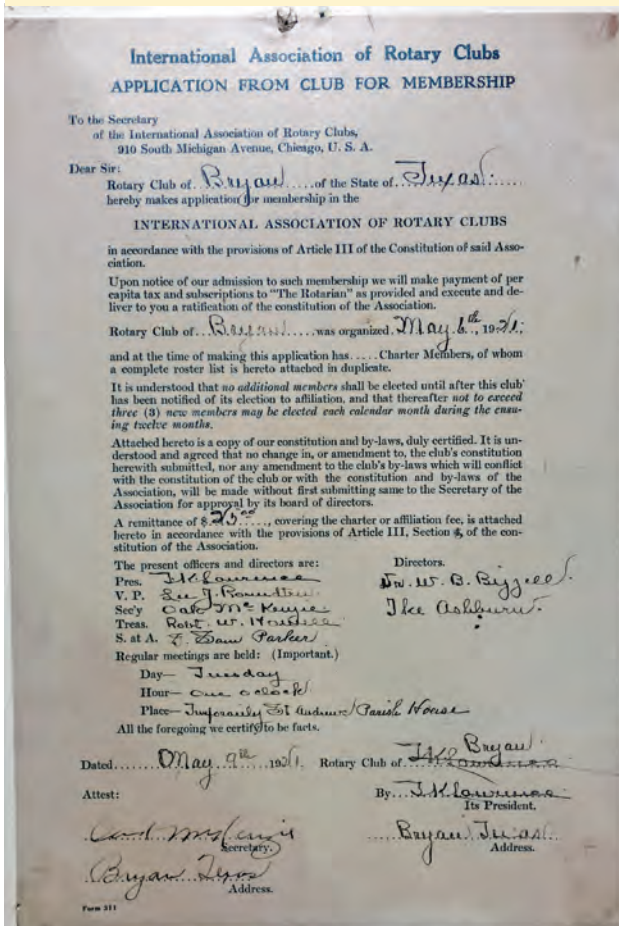 International Association of Rotary Clubs
APPLICATION FROM CLUB FOR MEMBERSHIP
To the Secretary
of the International Association of Rotary Clubs,
910 South Michigan Avenue, Chicago, U. S. A.
Dear Sir:
Rotary Club of Bryan of the State of Texas
hereby makes application for membership in the
INTERNATIONAL ASSOCIATION OF ROTARY CLUBS
in accordance with the provisions of Article III of the Constitution of said Asso-
ciation.
Upon notice of our admission to such membership we will make payment of per
capita tax and subscriptions to "The Rotarian" as provided and execute and de-
liver to you a ratification of the constitution of the Association.
Rotary Club of Bryan was organized May 6th, 1921;
and at the time of making this application has ..... Charter Members, of whom
a complete roster list is hereto attached in duplicate.
It is understood that no additional members shall be elected until after this club
has been notified of its election to affiliation, and that thereafter not to exceed
three (3) new members may be elected each calendar month during the ensu-
ing twelve months.
Attached hereto is a copy of our constitution and by-laws, duly certified. It is un-
derstood and agreed that no change in, or amendment to, the club's constitution
herewith submitted, nor any amendment to the club's by-laws which will conflict
with the constitution of the club or with the constitution and by-laws of the
Association, will be made without first submitting same to the Secretary of the
Association for approval by its board of directors.
A remittance of $ 25.00, covering the charter or affiliation fee, is attached
hereto in accordance with the provisions of Article III, Section , of the con-
stitution of the Association.
The present officers and directors are: Directors.
Pres. J.K. Lawrence Dr. W. B. Bizzell
V. P. Lee J. Ike Ashburn
Sec'y McKenzie
Treas. Robt. W.
S. at A. Parker
Regular meetings are held: (Important.)
Day— Tuesday
Hour— One o'clock
Place— Temporarily St Andrews Parish House
All the foregoing we certify to be facts.
Dated May 9th 1921. Rotary Club of Bryan
Attest: By
Its President.
McKenzie
Secretary. Bryan Texas
Address.
Bryan Texas
Address.
Form 311